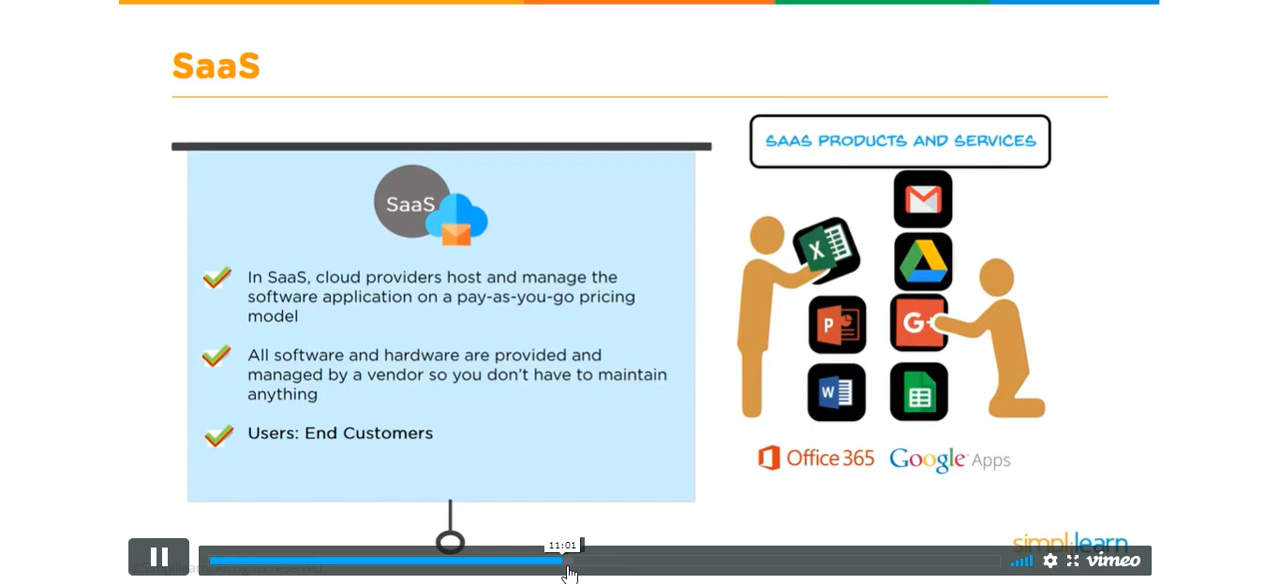 SaaS
SAAS PRODUCTS AND SERVICES
SaaS
In SaaS, cloud providers host and manage the
software application on a pay-as-you-go pricing
model
All software and hardware are provided and
managed by a vendor so you don't have to maintain
anything
Users: End Customers
X
P
G+
W
Office 365
Google Apps
simplilearn
11:01
vimeo